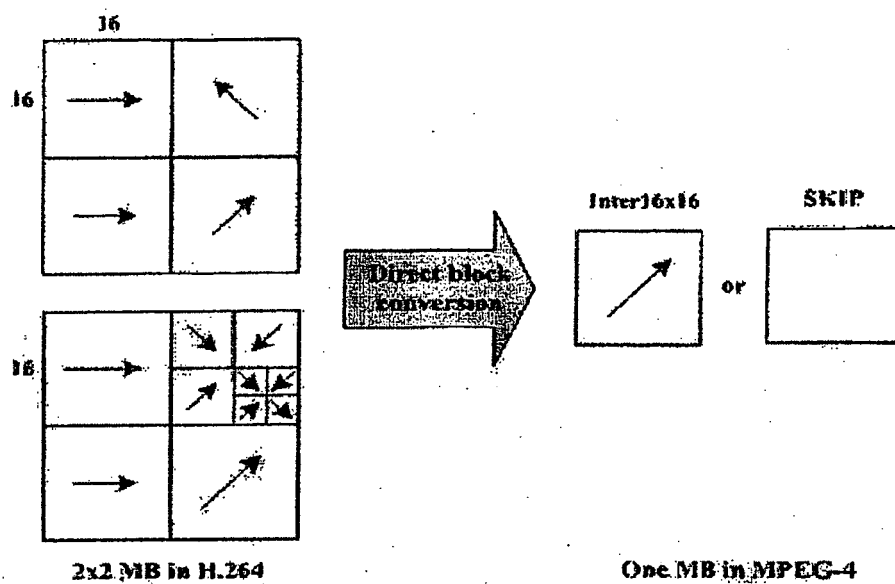 16
16
Inter16x16
SKIP
Direct block
conversion
or
16
2x2 MB in H.264
One MB in MPEG-4